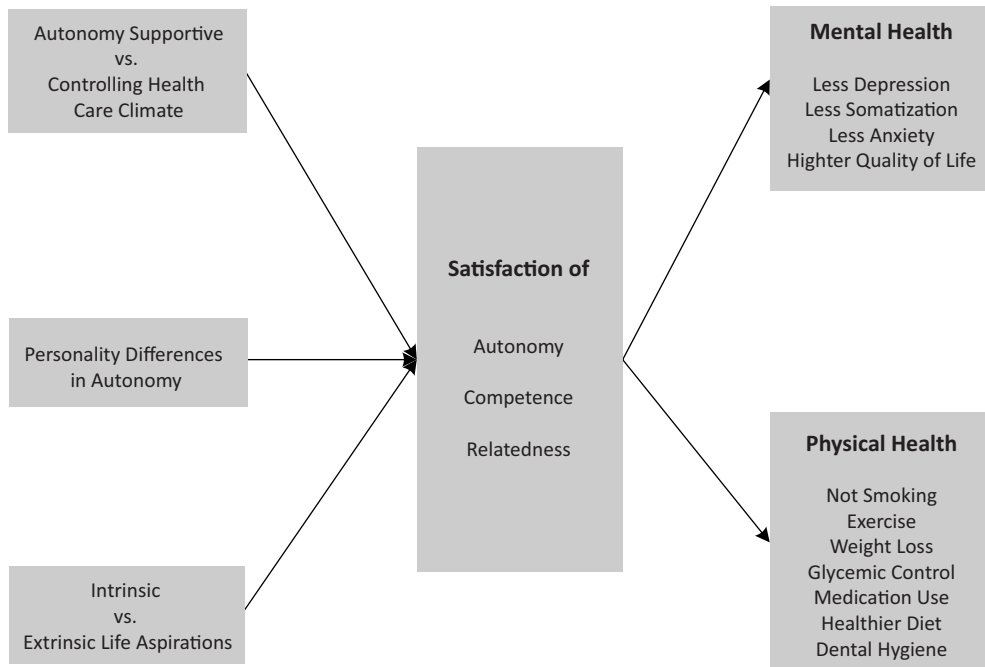 Autonomy Supportive
vs.
Controlling Health
Care Climate
Personality Differences
in Autonomy
Intrinsic
vs.
Extrinsic Life Aspirations
Satisfaction of
Autonomy
Competence
Relatedness
Mental Health
Less Depression
Less Somatization
Less Anxiety
Highter Quality of Life
Physical Health
Not Smoking
Exercise
Weight Loss
Glycemic Control
Medication Use
Healthier Diet
Dental Hygiene